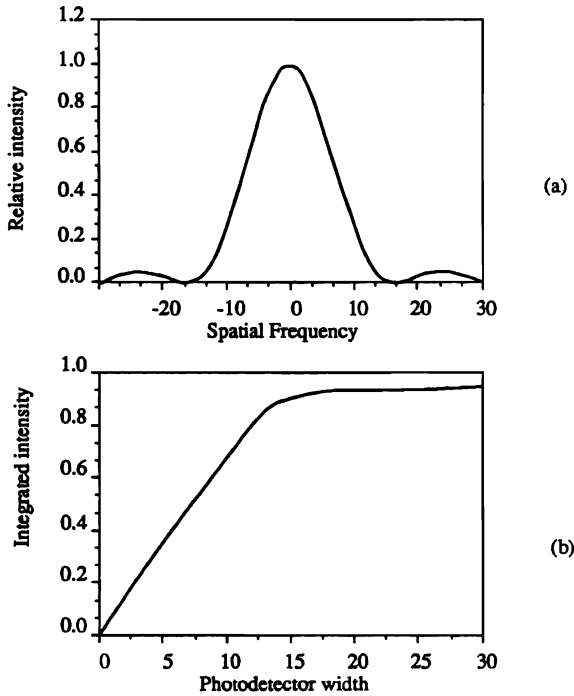 1.2
1.0
0.8
0.6
0.4
0.2
0.0
Relative intensity
-20 -10 0 10 20 30
Spatial Frequency
(a)
1.0
0.8
0.6
0.4
0.2
0.0
Integrated intensity
0 5 10 15 20 25 30
Photodetector width
(b)